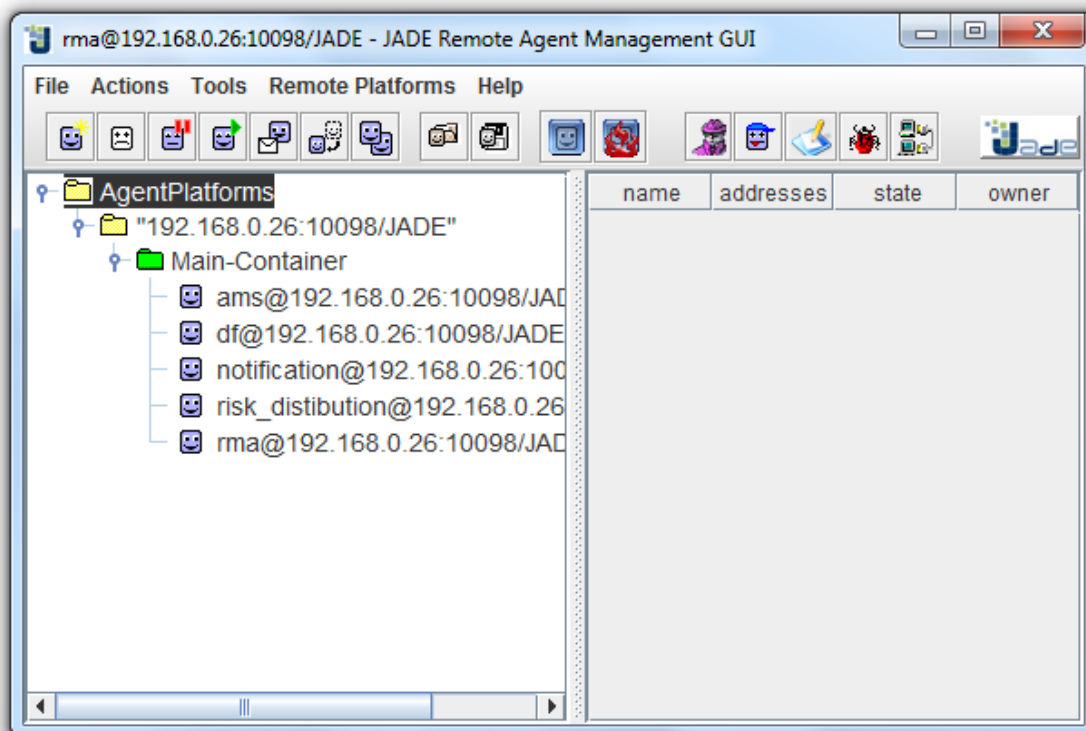 rma@192.168.0.26:10098/JADE - JADE Remote Agent Management GUI
File Actions Tools Remote Platforms Help
Jade
AgentPlatforms
"192.168.0.26:10098/JADE"
Main-Container
ams@192.168.0.26:10098/JAD
df@192.168.0.26:10098/JADE
notification@192.168.0.26:100
risk_distibution@192.168.0.26
rma@192.168.0.26:10098/JADE
name addresses state owner